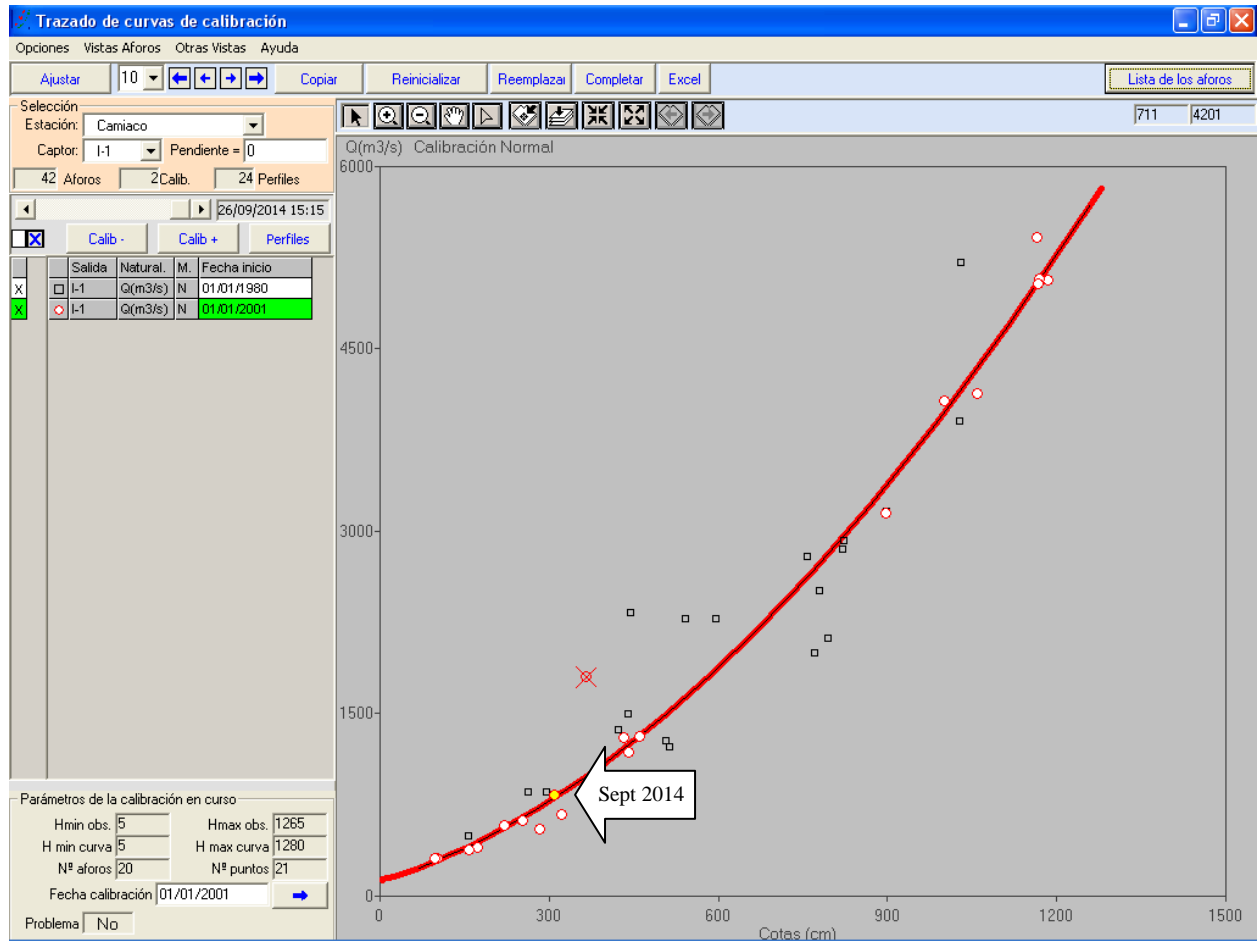 Trazado de curvas de calibración
Opciones Vistas Aforos Otras Vistas Ayuda
Ajustar 10 Copiar Reinicializar Reemplazar Completar Excel Lista de los aforos
Selección
Estación: Camiaco
Captor: I-1 Pendiente = 0
42 Aforos 2 Calib. 24 Perfiles
26/09/2014 15:15
X Calib - Calib + Perfiles
Salida Natural. M. Fecha inicio
X I-1 Q(m3/s) N 01/01/1980
X I-1 Q(m3/s) N 01/01/2001
Parámetros de la calibración en curso
Hmin obs. 5 Hmax obs. 1265
H min curva 5 H max curva 1280
Nº aforos 20 Nº puntos 21
Fecha calibración 01/01/2001
Problema No
711 4201
Q(m3/s) Calibración Normal
6000
4500
3000
1500
0
Sept 2014
0 300 600 900 1200 1500
Cotas (cm)